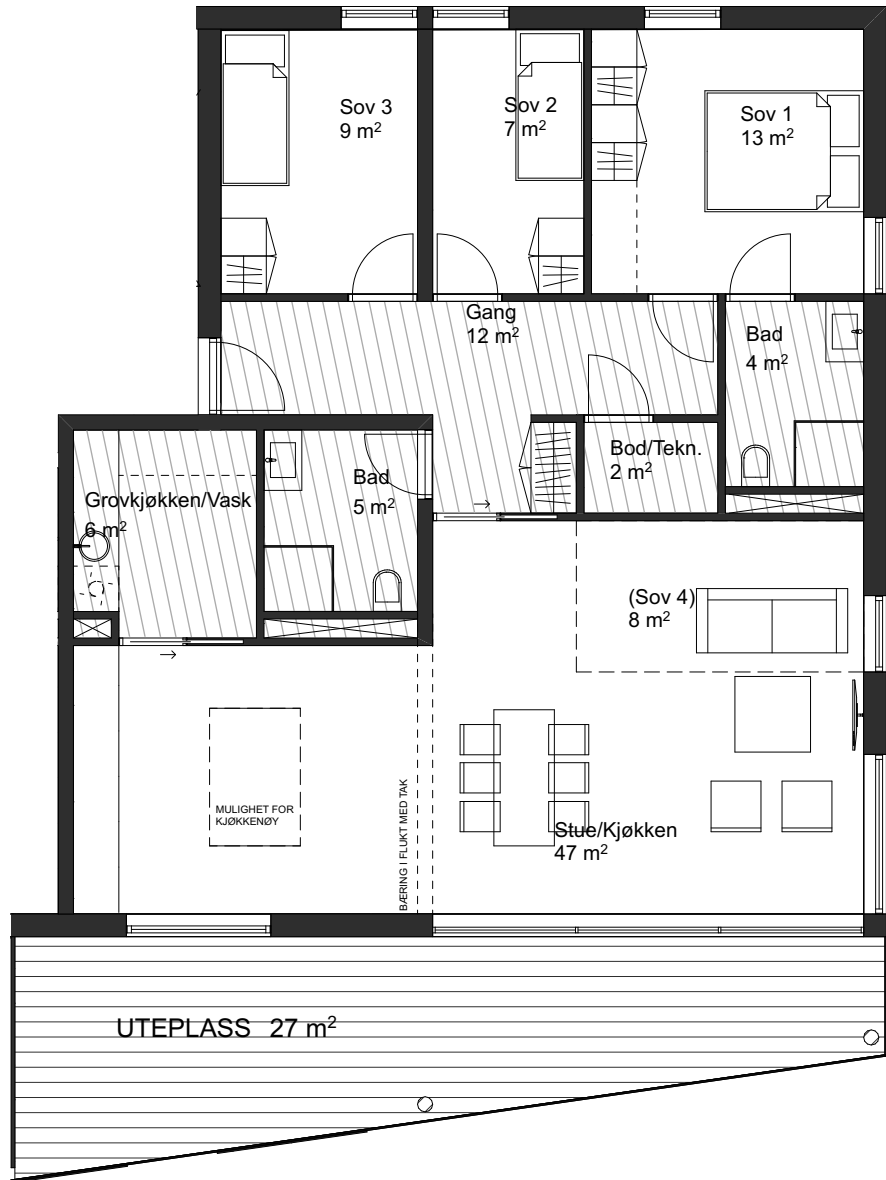 Sov 3
9 m²
Sov 2
7 m²
Sov 1
13 m²
Gang
12 m²
Bad
4 m²
Bod/Tekn.
2 m²
Grovkjøkken/Vask
6 m²
Bad
5 m²
(Sov 4)
8 m²
MULIGHET FOR
KJØKKENØY
BÆRING I FLUKT MED TAK
Stue/Kjøkken
47 m²
UTEPLASS 27 m²